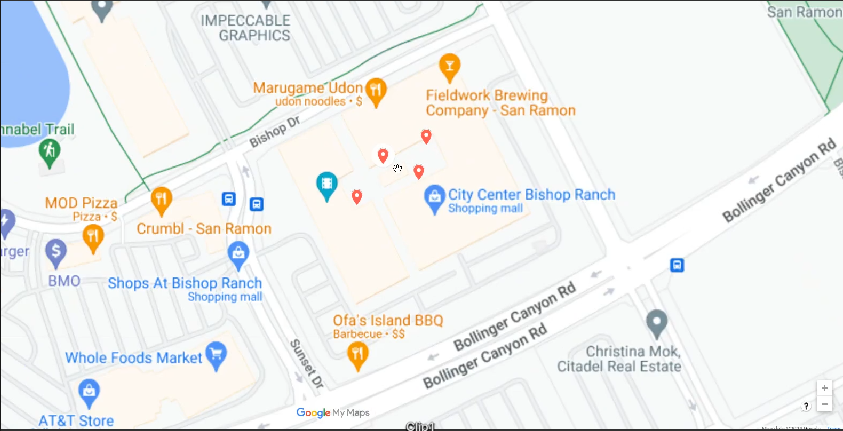 IMPECCABLE
GRAPHICS
San Ramon
Marugame Udon
udon noodles • $
Fieldwork Brewing
Company - San Ramon
nnabel Trail
Bishop Dr
Bollinger Canyon Rd
MOD Pizza
Pizza • $
City Center Bishop Ranch
Shopping mall
Crumbl - San Ramon
arger
BMO
Shops At Bishop Ranch
Shopping mall
Ofa's Island BBQ
Barbecue • $$
Bollinger Canyon Rd
Bollinger Canyon Rd
Sunset Dr
Whole Foods Market
Christina Mok,
Citadel Real Estate
AT&T Store
Google My Maps
+
?
−
Clip1